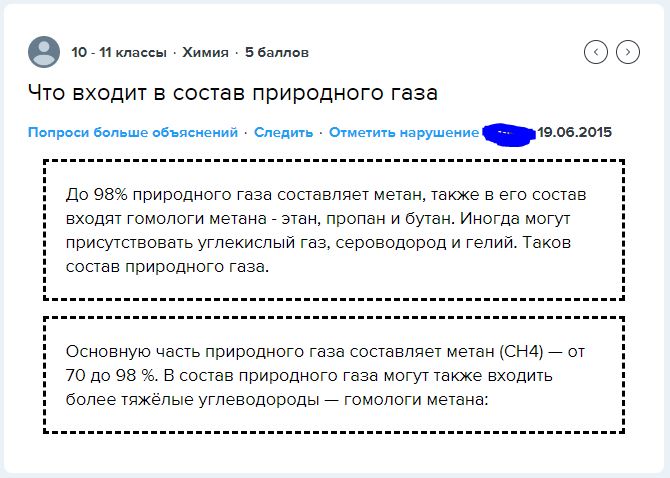 10 - 11 классы · Химия · 5 баллов
Что входит в состав природного газа
Попроси больше объяснений · Следить · Отметить нарушение 19.06.2015
До 98% природного газа составляет метан, также в его состав
входят гомологи метана - этан, пропан и бутан. Иногда могут
присутствовать углекислый газ, сероводород и гелий. Таков
состав природного газа.
Основную часть природного газа составляет метан (CH4) — от
70 до 98 %. В состав природного газа могут также входить
более тяжёлые углеводороды — гомологи метана: